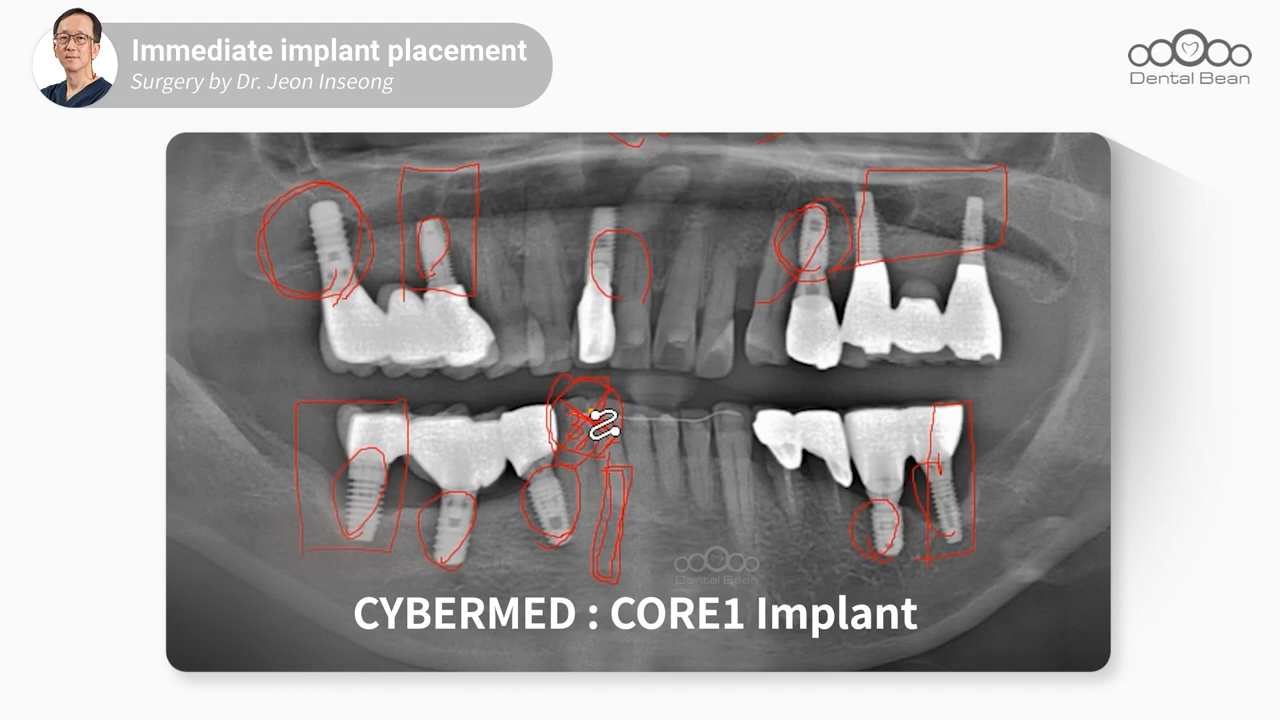 Immediate implant placement
Surgery by Dr. Jeon Inseong
Dental Bean
Dental Bean
CYBERMED : CORE1 Implant